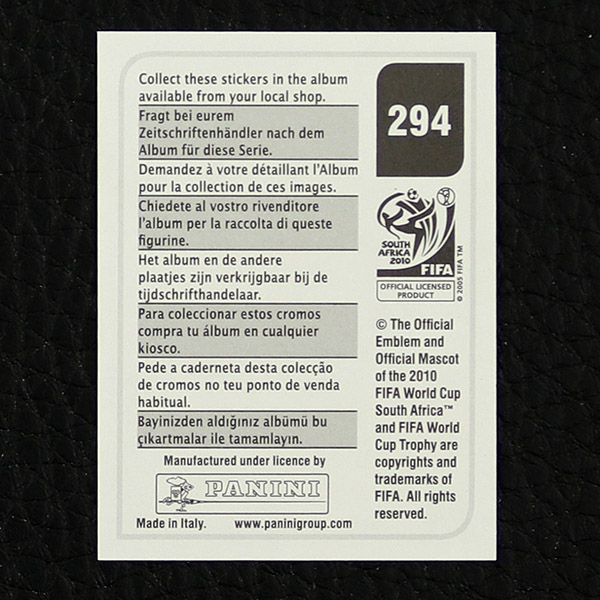 Collect these stickers in the album
available from your local shop.
Fragt bei eurem
Zeitschriftenhändler nach dem
Album für diese Serie.
Demandez à votre détaillant l'Album
pour la collection de ces images.
Chiedete al vostro rivenditore
l'album per la raccolta di queste
figurine.
Het album en de andere
plaatjes zijn verkrijgbaar bij de
tijdschrifthandelaar.
Para coleccionar estos cromos
compra tu álbum en cualquier
kiosco.
Pede a caderneta desta colecção
de cromos no teu ponto de venda
habitual.
Bayinizden aldığınız albümü bu
çıkartmalar ile tamamlayın.
Manufactured under licence by
PANINI
Made in Italy. www.paninigroup.com
294
SOUTH
AFRICA
2010
FIFA
OFFICIAL LICENSED
PRODUCT
© 2005 FIFA TM
© The Official
Emblem and
Official Mascot
of the 2010
FIFA World Cup
South Africa™
and FIFA World
Cup Trophy are
copyrights and
trademarks of
FIFA. All rights
reserved.